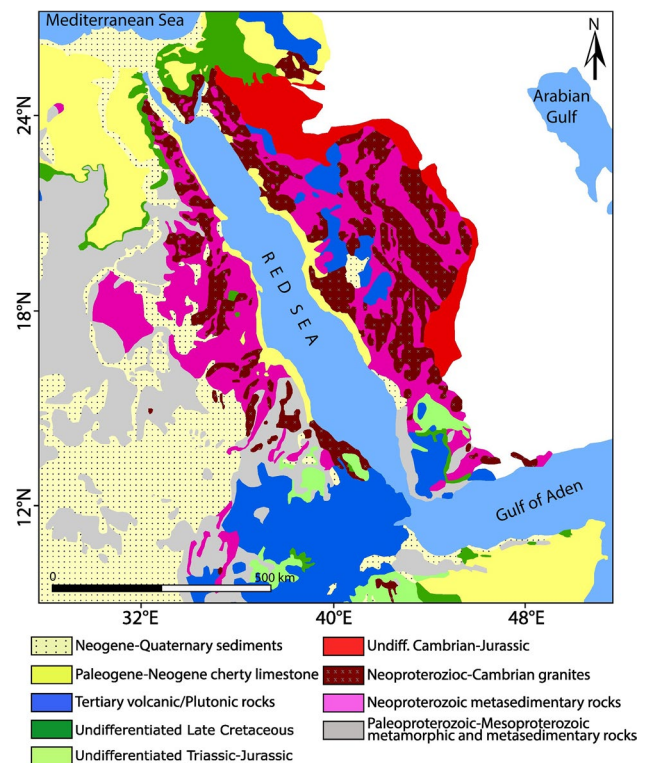 Mediterranean Sea
N
24°N
Arabian
Gulf
RED SEA
18°N
12°N
Gulf of Aden
0
500 km
32°E
40°E
48°E
Neogene-Quaternary sediments
Undiff. Cambrian-Jurassic
Paleogene-Neogene cherty limestone
Neoproterozioc-Cambrian granites
Tertiary volcanic/Plutonic rocks
Neoproterozoic metasedimentary rocks
Undifferentiated Late Cretaceous
Paleoproterozoic-Mesoproterozoic
metamorphic and metasedimentary rocks
Undifferentiated Triassic-Jurassic